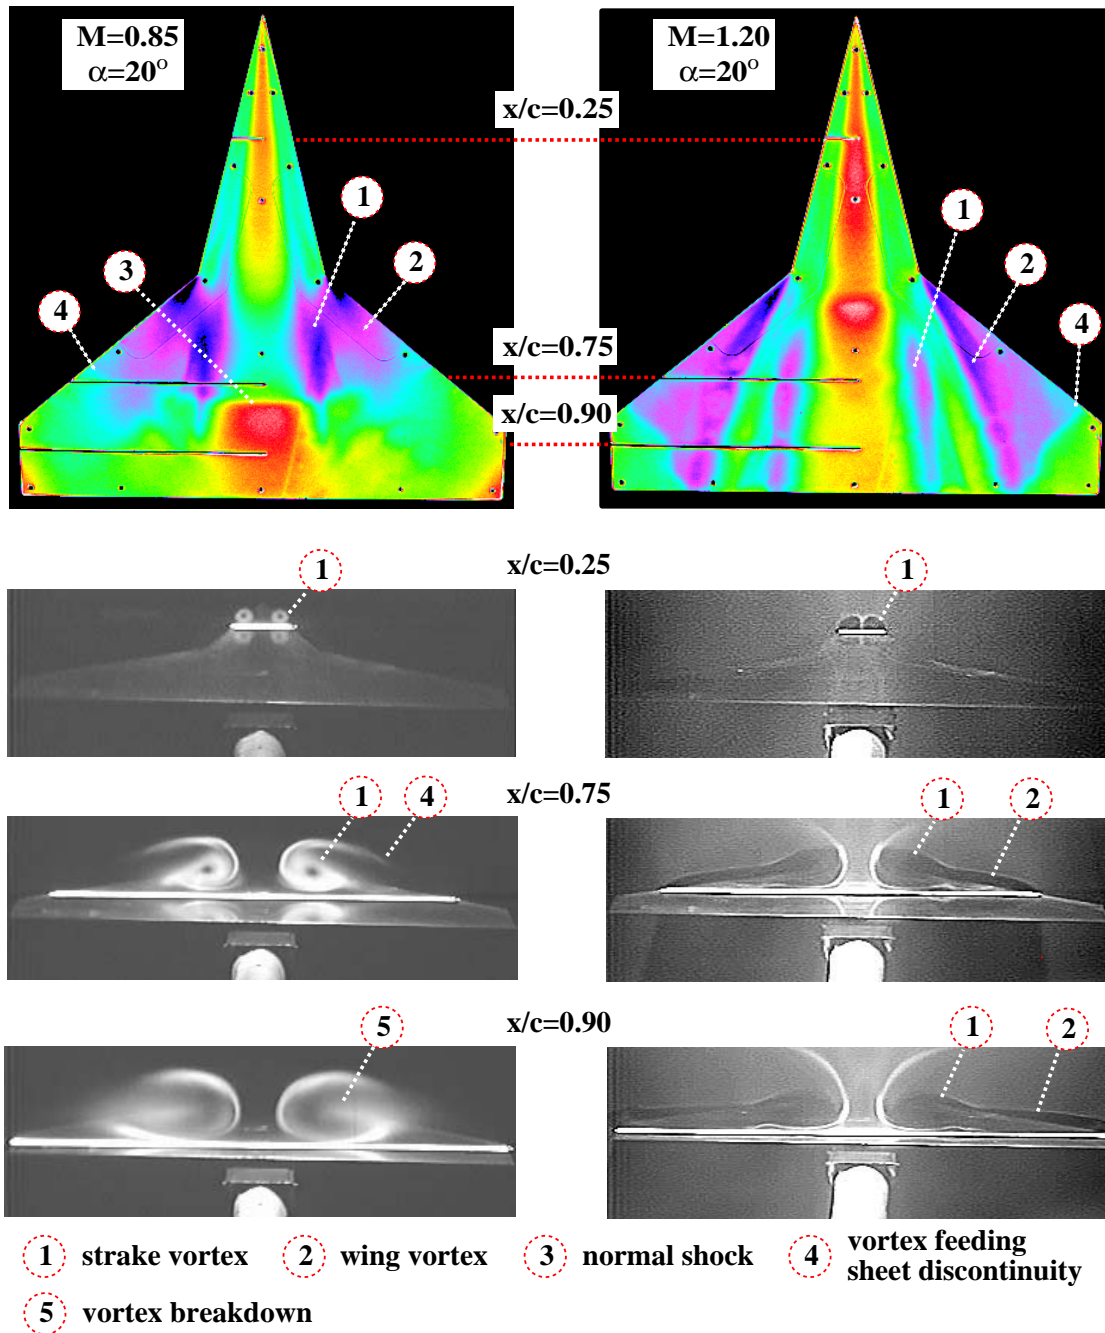 M=0.85
α=20°
M=1.20
α=20°
x/c=0.25
1
2
3
4
1
2
4
x/c=0.75
x/c=0.90
x/c=0.25
1
1
x/c=0.75
1
4
1
2
x/c=0.90
5
1
2
1 strake vortex
2 wing vortex
3 normal shock
4 vortex feeding
sheet discontinuity
5 vortex breakdown